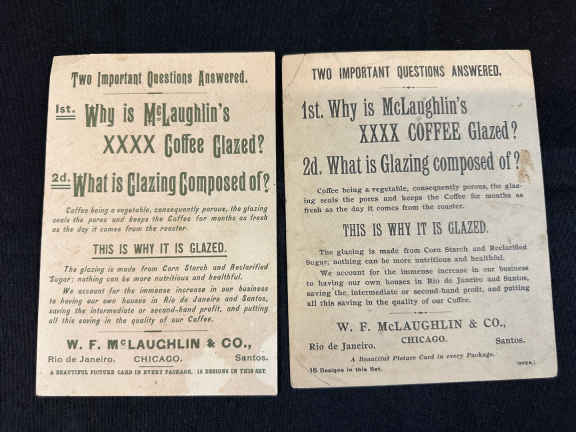 Two Important Questions Answered.
1st. Why is McLaughlin's
XXXX Coffee Glazed?
2d. What is Glazing Composed of?
Coffee being a vegetable, consequently porous, the glazing
seals the pores and keeps the Coffee for months as fresh
as the day it comes from the roaster.
THIS IS WHY IT IS GLAZED.
The glazing is made from Corn Starch and Reclarified
Sugar; nothing can be more nutritious and healthful.
We account for the immense increase in our business
to having our own houses in Rio de Janeiro and Santos,
saving the intermediate or second-hand profit, and putting
all this saving in the quality of our Coffee.
W. F. McLAUGHLIN & CO.,
Rio de Janeiro. CHICAGO. Santos.
A BEAUTIFUL PICTURE CARD IN EVERY PACKAGE, 15 DESIGNS IN THIS SET.
TWO IMPORTANT QUESTIONS ANSWERED.
1st. Why is McLaughlin's
XXXX COFFEE Glazed?
2d. What is Glazing composed of?
Coffee being a vegetable, consequently porous, the glaz-
ing seals the pores and keeps the Coffee for months as
fresh as the day it comes from the roaster.
THIS IS WHY IT IS GLAZED.
The glazing is made from Corn Starch and Reclarified
Sugar; nothing can be more nutritious and healthful.
We account for the immense increase in our business
to having our own houses in Rio de Janeiro and Santos,
saving the intermediate or second-hand profit, and putting
all this saving in the quality of our Coffee.
W. F. McLAUGHLIN & CO.,
Rio de Janeiro. CHICAGO. Santos.
A Beautiful Picture Card in every Package.
15 Designs in this Set. (OVER.)